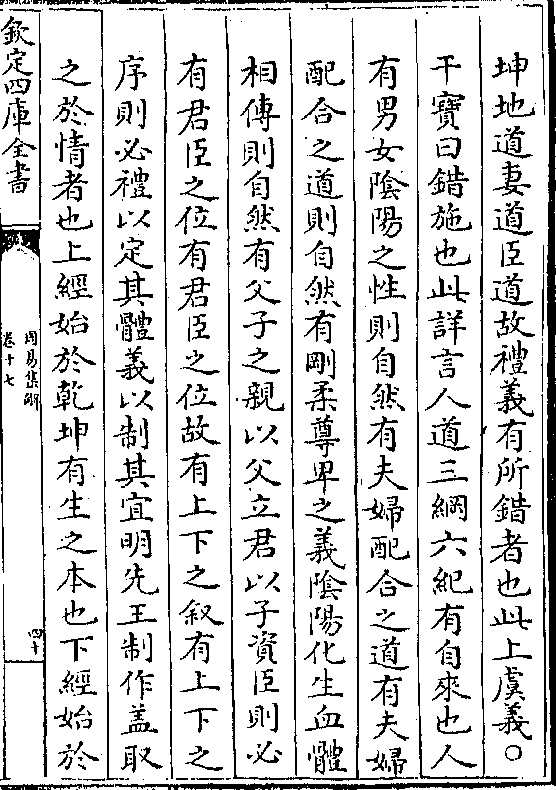 坤地道妻道臣道故禮義有所錯者也此上虞義○
干寶曰錯施也此詳言人道三綱六紀有自來也人
有男女陰陽之性則自然有夫婦配合之道有夫婦
配合之道則自然有剛柔尊卑之義陰陽化生血體
相傳則自然有父子之親以父立君以子資臣則必
有君臣之位有君臣之位故有上下之叙有上下之
序則必禮以定其體義以制其宜明先王制作盖取
之於情者也上經始於乾坤有生之本也下經始於
欽定四庫全書
周易集解
卷十七
四十